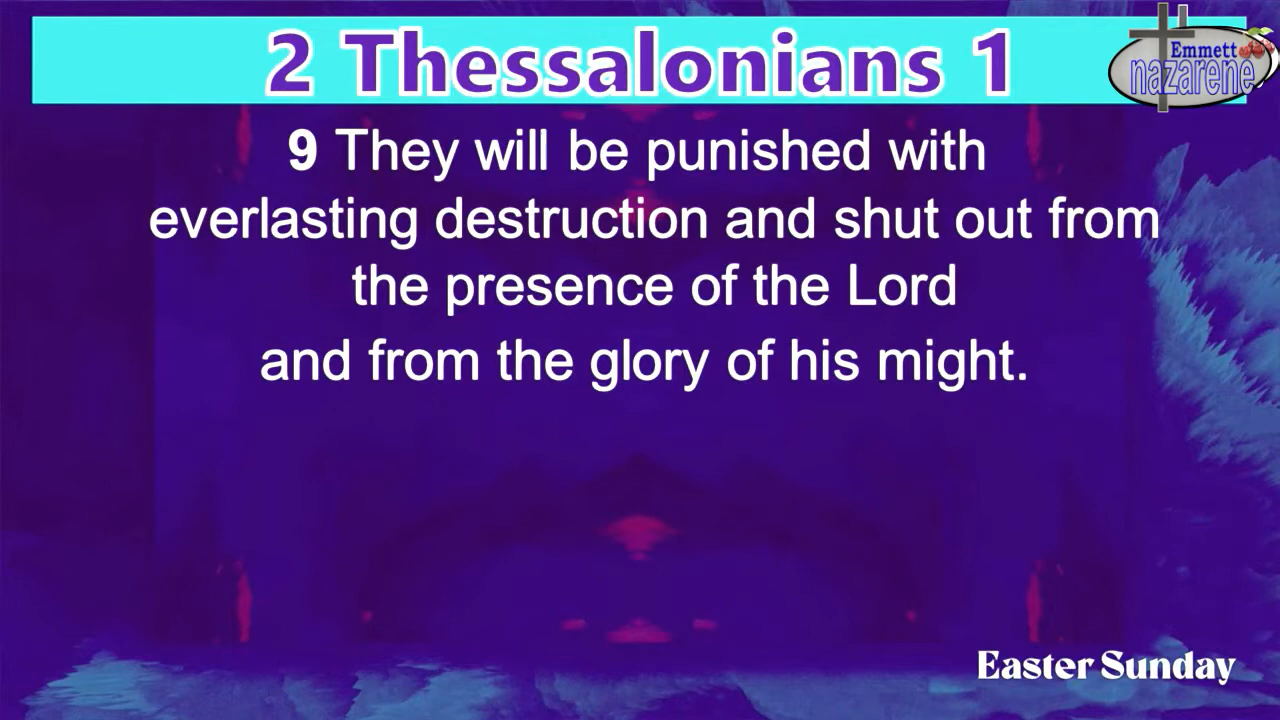 2 Thessalonians 1
Emmett
nazarene
9 They will be punished with
everlasting destruction and shut out from
the presence of the Lord
and from the glory of his might.
Easter Sunday